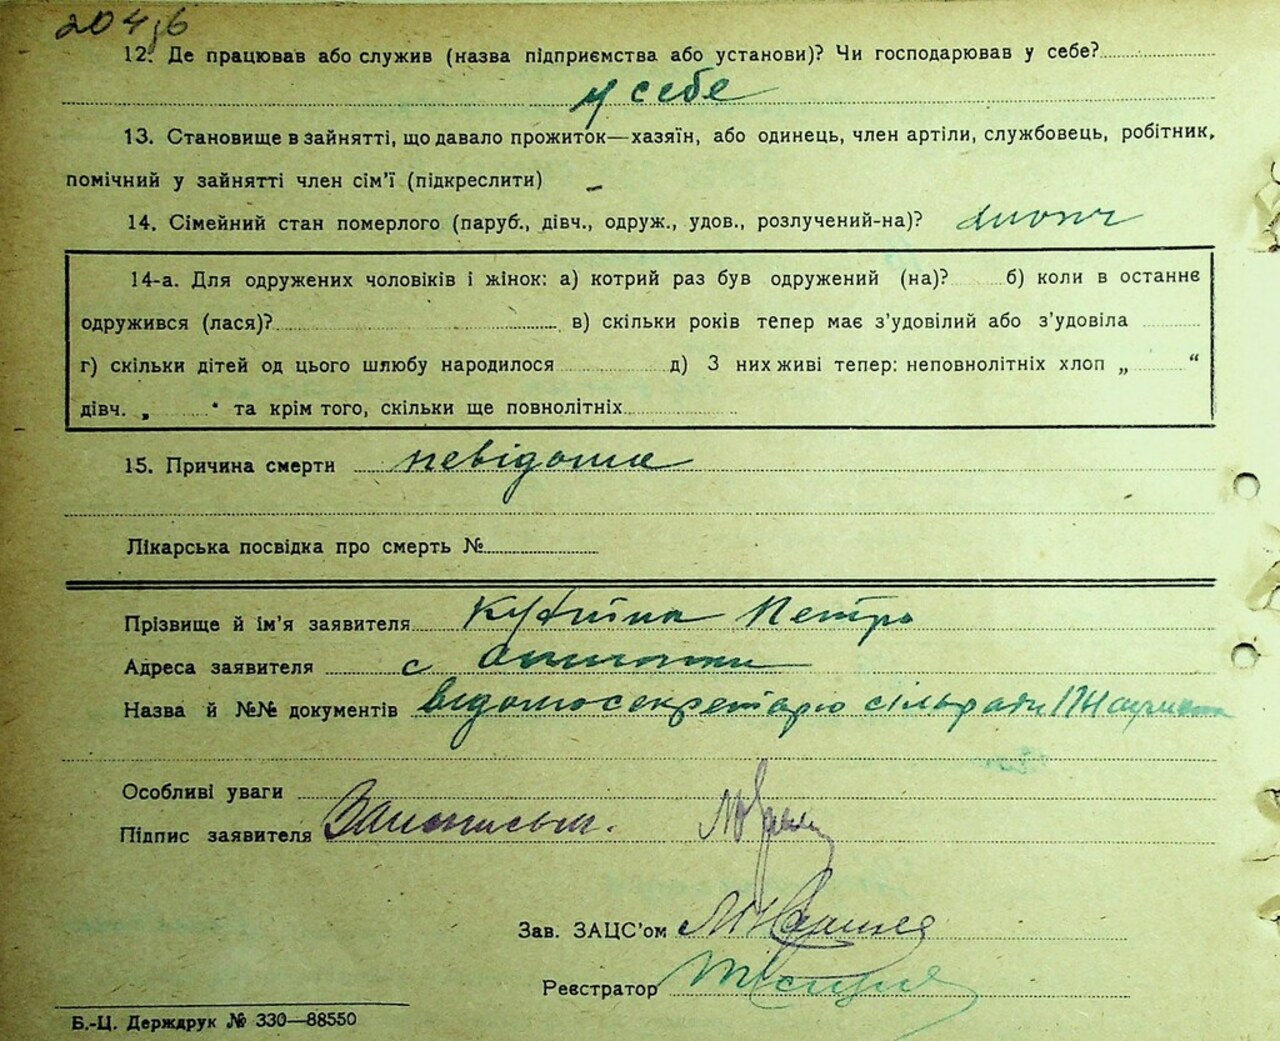 12. Де працював або служив (назва підприємства або установи)? Чи господарював у себе?
у себе
13. Становище в зайнятті, що давало прожиток—хазяїн, або одинець, член артілі, службовець, робітник,
помічний у зайнятті член сім'ї (підкреслити) –
14. Сімейний стан померлого (паруб., дівч., одруж., удов., розлучений-на)?
14-а. Для одружених чоловіків і жінок: а) котрий раз був одружений (на)? б) коли в останнє
одружився (лася)? в) скільки років тепер має з'удовілий або з'удовіла
г) скільки дітей од цього шлюбу народилося д) З них живі тепер: неповнолітніх хлоп „ “
дівч. „ “ та крім того, скільки ще повнолітніх
15. Причина смерти невідома
Лікарська посвідка про смерть №
Прізвище й ім'я заявителя Петро
Адреса заявителя с
Назва й №№ документів відомо секретарю сільради
Особливі уваги
Підпис заявителя
Зав. ЗАЦС'ом
Реєстратор
Б.-Ц. Держдрук № 330—88550